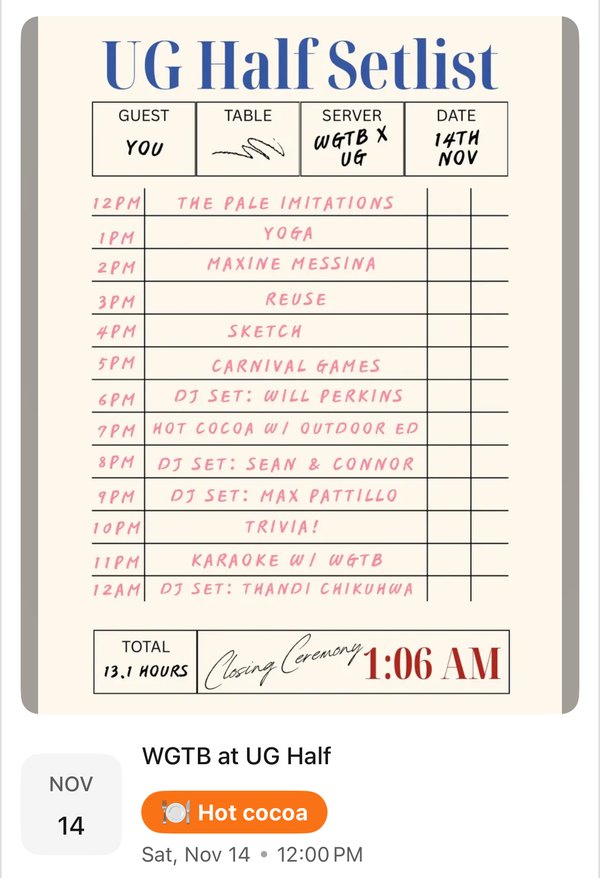 UG Half Setlist
GUEST TABLE SERVER DATE
YOU WGTB X UG 14TH NOV
12PM THE PALE IMITATIONS
1PM YOGA
2PM MAXINE MESSINA
3PM REUSE
4PM SKETCH
5PM CARNIVAL GAMES
6PM DJ SET: WILL PERKINS
7PM HOT COCOA W/ OUTDOOR ED
8PM DJ SET: SEAN & CONNOR
9PM DJ SET: MAX PATTILLO
10PM TRIVIA!
11PM KARAOKE W/ WGTB
12AM DJ SET: THANDI CHIKUHWA
TOTAL
13.1 HOURS
Closing Ceremony 1:06 AM
NOV
14
WGTB at UG Half
🍽️ Hot cocoa
Sat, Nov 14 • 12:00 PM